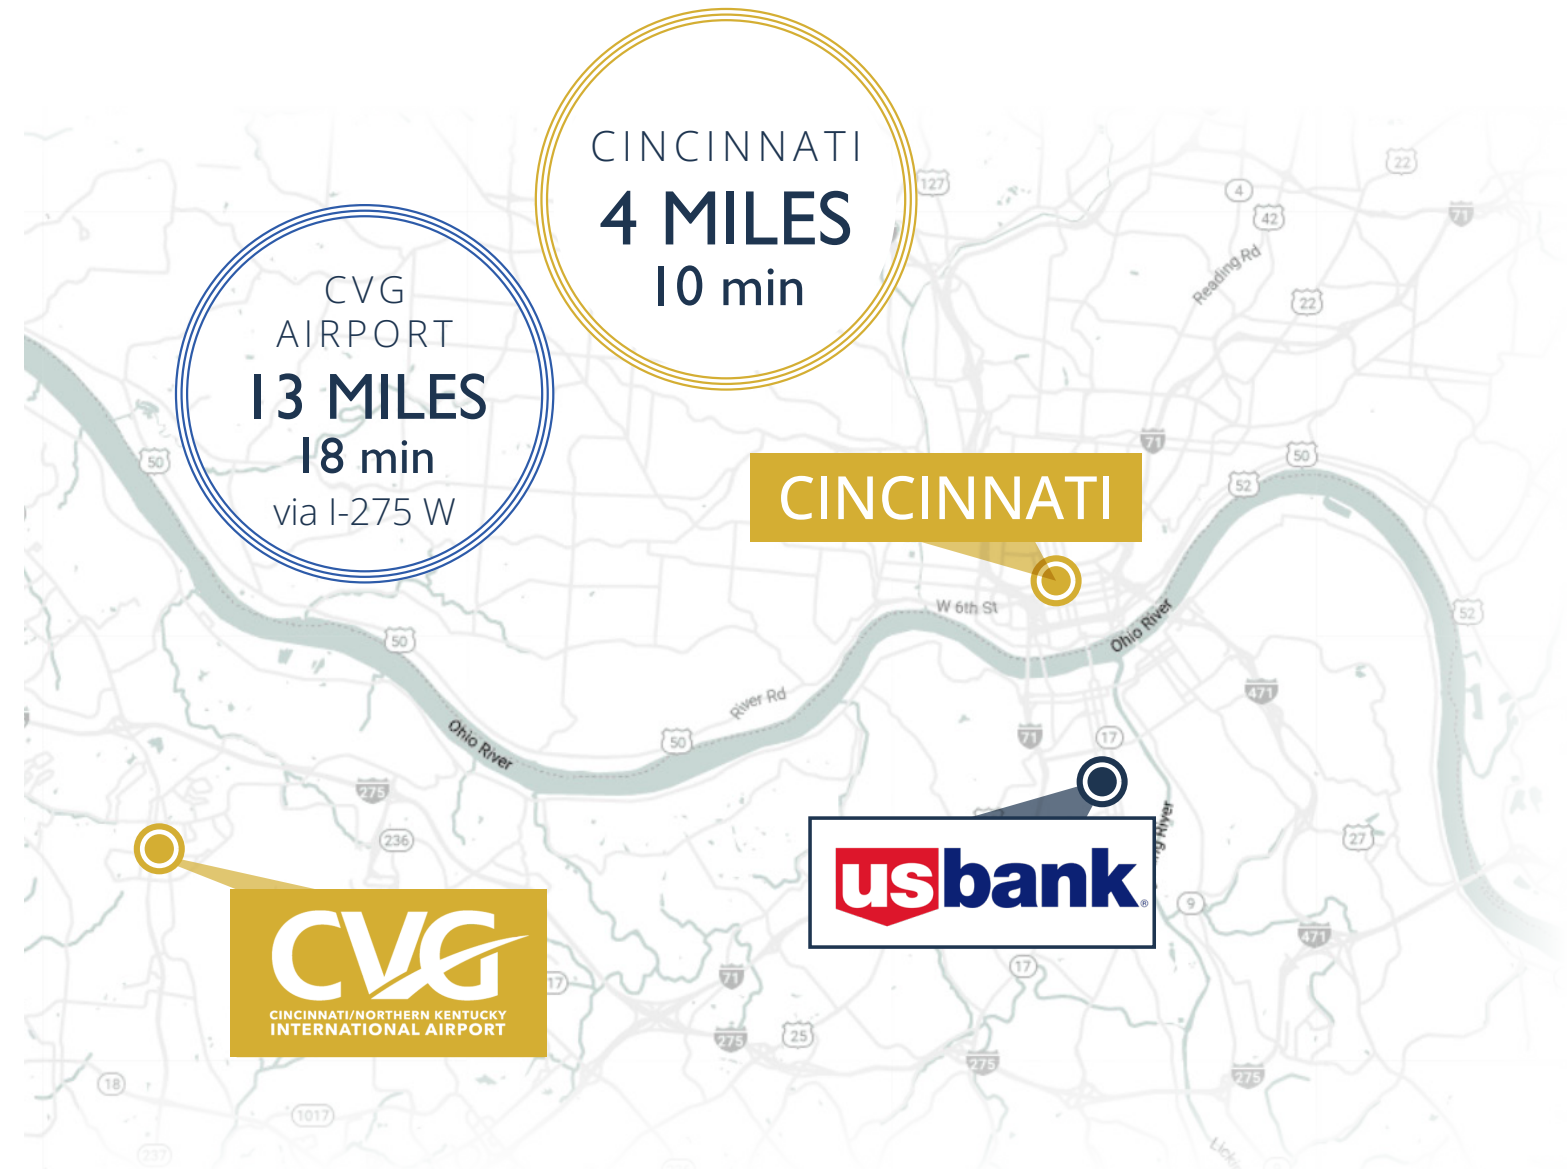 CINCINNATI
4 MILES
10 min
CVG
AIRPORT
13 MILES
18 min
via I-275 W
127
4
22
42
71
Reading Rd
22
71
50
50
52
CINCINNATI
W 6th St
52
50
Ohio River
River Rd
471
Ohio River
50
71
17
275
236
27
usbank®
9
CVG
CINCINNATI/NORTHERN KENTUCKY
INTERNATIONAL AIRPORT
17
71
17
471
275
25
275
275
18
1017
237